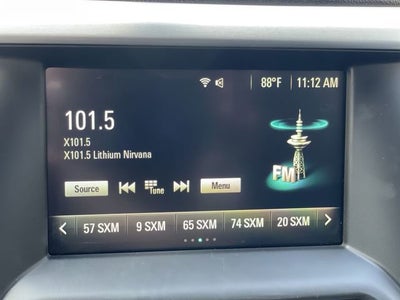 88°F 11:12 AM
101.5
X101.5
X101.5 Lithium Nirvana
FM
Source Tune Menu
57 SXM 9 SXM 65 SXM 74 SXM 20 SXM